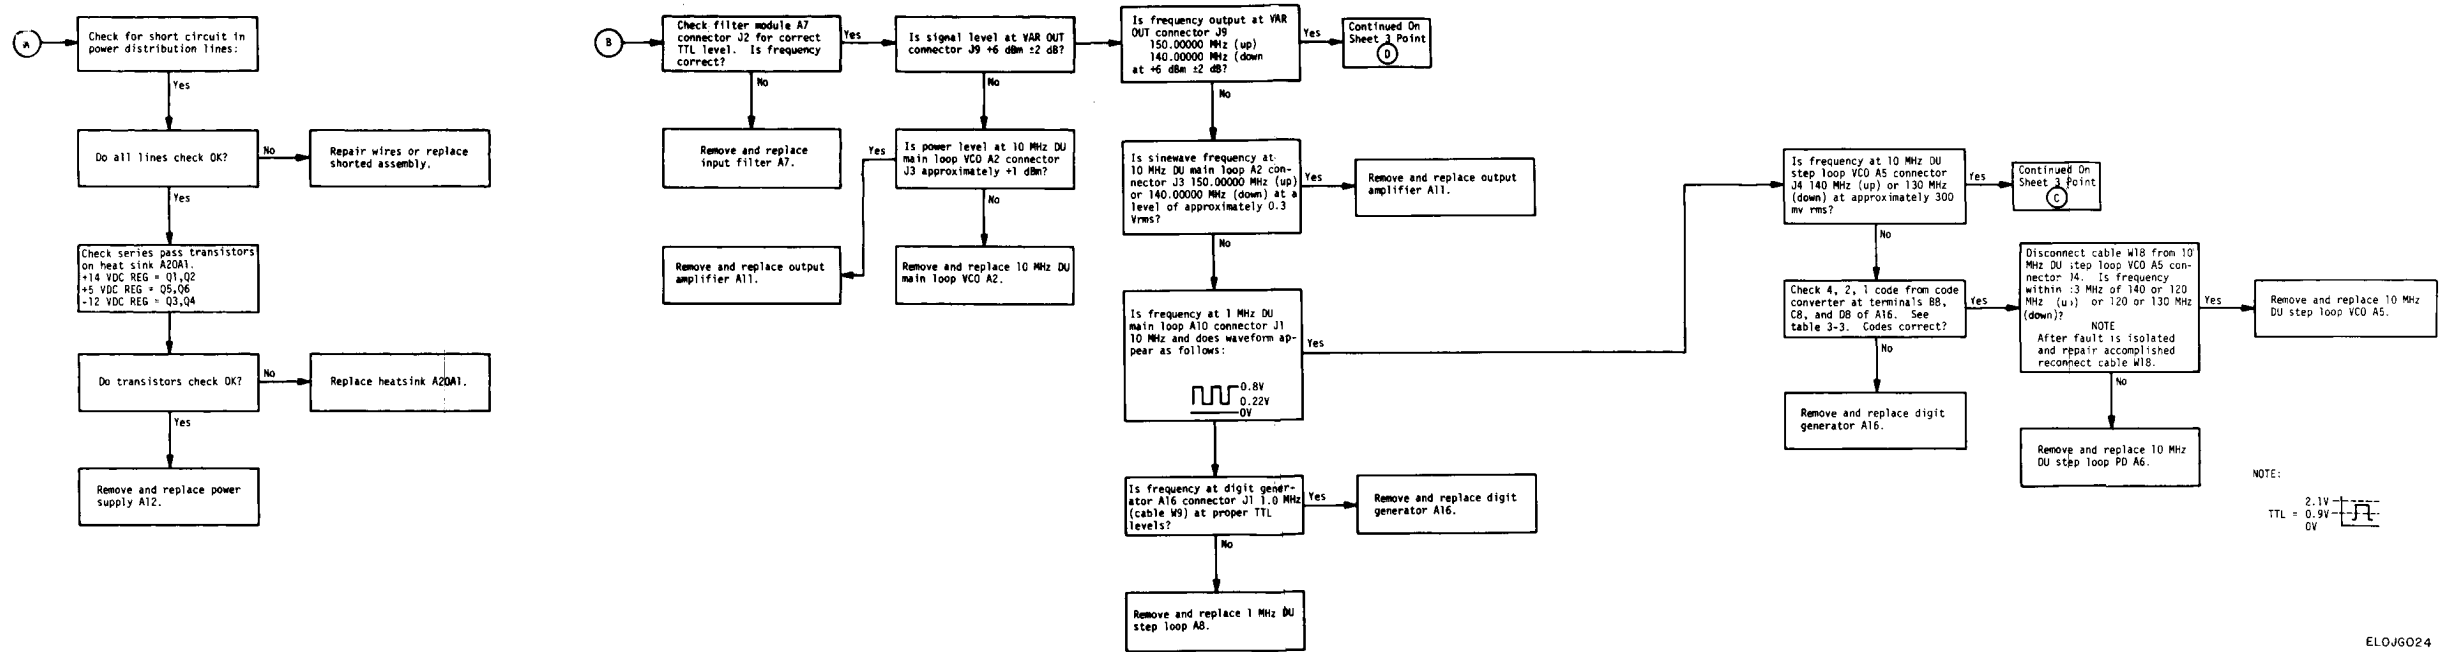 A
Check for short circuit in
power distribution lines:
Yes
Do all lines check OK?
No
Repair wires or replace
shorted assembly.
Yes
Check series pass transistors
on heat sink A20A1.
+14 VDC REG = Q1,Q2
+5 VDC REG = Q5,Q6
-12 VDC REG = Q3,Q4
Do transistors check OK?
No
Replace heatsink A20A1.
Yes
Remove and replace power
supply A12.
B
Check filter module A7
connector J2 for correct
TTL level. Is frequency
correct?
Yes
No
Remove and replace
input filter A7.
Is signal level at VAR OUT
connector J9 +6 dBm ±2 dB?
No
Is power level at 10 MHz DU
main loop VCO A2 connector
J3 approximately +1 dBm?
Yes
No
Remove and replace output
amplifier A11.
Remove and replace 10 MHz DU
main loop VCO A2.
Is frequency output at VAR
OUT connector J9
150.00000 MHz (up)
140.00000 MHz (down
at +6 dBm ±2 dB?
Yes
Continued On
Sheet 3 Point
D
No
Is sinewave frequency at
10 MHz DU main loop A2 con-
nector J3 150.00000 MHz (up)
or 140.00000 MHz (down) at a
level of approximately 0.3
Vrms?
Yes
Remove and replace output
amplifier A11.
No
Is frequency at 1 MHz DU
main loop A10 connector J1
10 MHz and does waveform ap-
pear as follows:
0.8V
0.22V
0V
Yes
Is frequency at digit gener-
ator A16 connector J1 1.0 MHz
(cable W9) at proper TTL
levels?
Yes
Remove and replace digit
generator A16.
No
Remove and replace 1 MHz DU
step loop A8.
Is frequency at 10 MHz DU
step loop VCO A5 connector
J4 140 MHz (up) or 130 MHz
(down) at approximately 300
mv rms?
Yes
Continued On
Sheet 3 Point
C
No
Check 4, 2, 1 code from code
converter at terminals B8,
C8, and D8 of A16. See
table 3-3. Codes correct?
Yes
No
Remove and replace digit
generator A16.
Disconnect cable W18 from 10
MHz DU step loop VCO A5 con-
nector J4. Is frequency
within ±3 MHz of 140 or 120
MHz (up) or 120 or 130 MHz
(down)?
NOTE
After fault is isolated
and repair accomplished
reconnect cable W18.
Yes
Remove and replace 10 MHz
DU step loop VCO A5.
No
Remove and replace 10 MHz
DU step loop PD A6.
NOTE:
2.1V
TTL = 0.9V
0V
ELOJG024